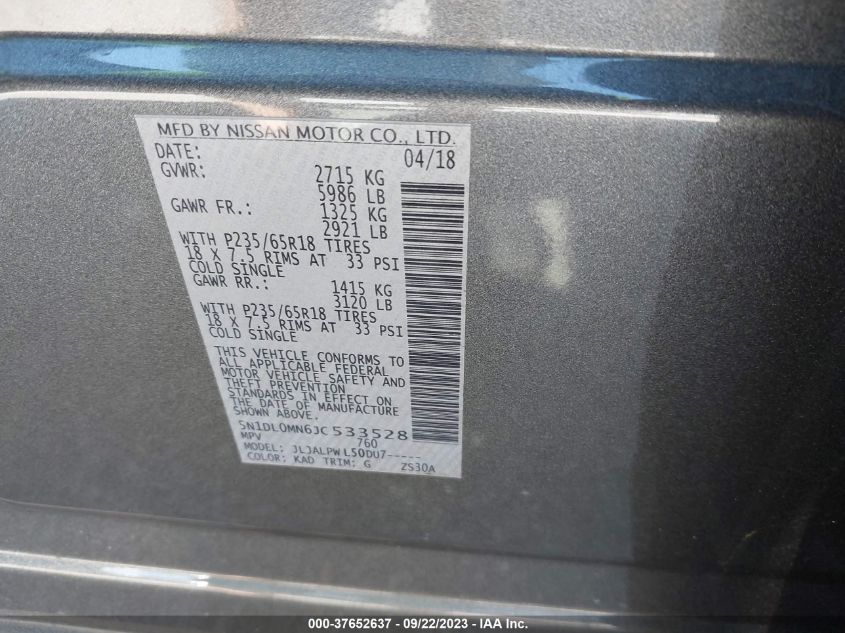 MFD BY NISSAN MOTOR CO., LTD.
DATE: 04/18
GVWR: 2715 KG
5986 LB
GAWR FR.: 1325 KG
2921 LB
WITH P235/65R18 TIRES
18 X 7.5 RIMS AT 33 PSI
COLD SINGLE
GAWR RR.: 1415 KG
3120 LB
WITH P235/65R18 TIRES
18 X 7.5 RIMS AT 33 PSI
COLD SINGLE
THIS VEHICLE CONFORMS TO
ALL APPLICABLE FEDERAL
MOTOR VEHICLE SAFETY AND
THEFT PREVENTION
STANDARDS IN EFFECT ON
THE DATE OF MANUFACTURE
SHOWN ABOVE.
5N1DL0MN6JC533528
MPV 760
MODEL: JLJALPWL50DU7-----
COLOR: KAD TRIM: G ZS30A
000-37652637 - 09/22/2023 - IAA Inc.